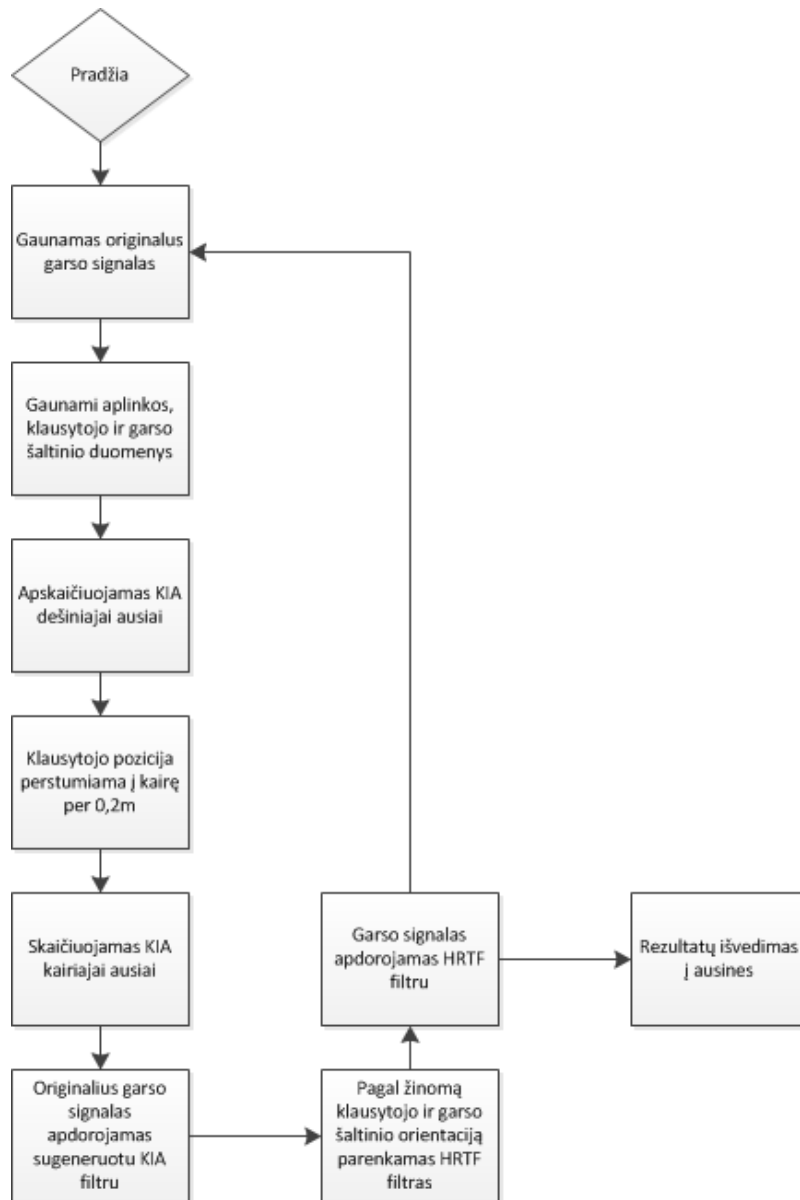 Pradžia
Gaunamas originalus
garso signalas
Gaunami aplinkos,
klausytojo ir garso
šaltinio duomenys
Apskaičiuojamas KIA
dešiniajai ausiai
Klausytojo pozicija
perstumiama į kairę
per 0,2m
Skaičiuojamas KIA
kairiajai ausiai
Originalius garso
signalas
apdorojamas
sugeneruotu KIA
filtru
Pagal žinomą
klausytojo ir garso
šaltinio orientaciją
parenkamas HRTF
filtras
Garso signalas
apdorojamas HRTF
filtru
Rezultatų išvedimas
į ausines